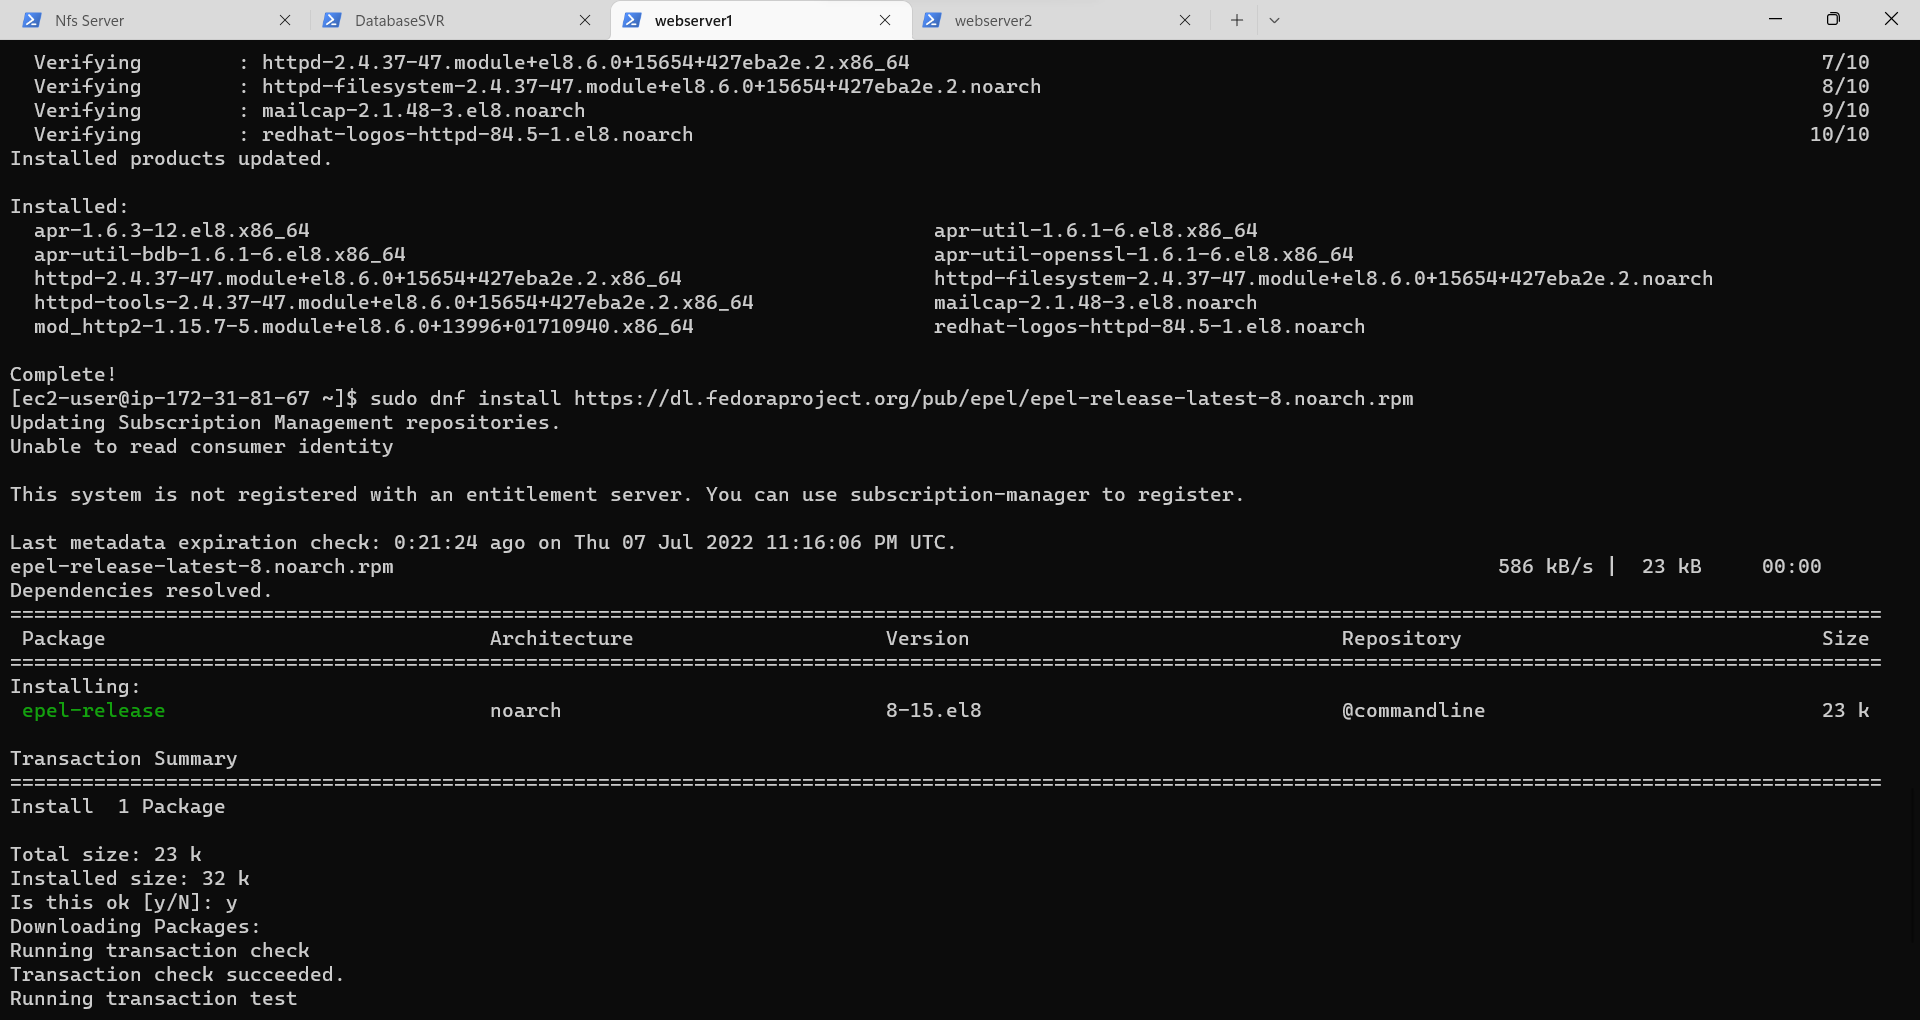 Nfs Server
DatabaseSVR
webserver1
webserver2
Verifying : httpd-2.4.37-47.module+el8.6.0+15654+427eba2e.2.x86_64 7/10
Verifying : httpd-filesystem-2.4.37-47.module+el8.6.0+15654+427eba2e.2.noarch 8/10
Verifying : mailcap-2.1.48-3.el8.noarch 9/10
Verifying : redhat-logos-httpd-84.5-1.el8.noarch 10/10
Installed products updated.
Installed:
apr-1.6.3-12.el8.x86_64 apr-util-1.6.1-6.el8.x86_64
apr-util-bdb-1.6.1-6.el8.x86_64 apr-util-openssl-1.6.1-6.el8.x86_64
httpd-2.4.37-47.module+el8.6.0+15654+427eba2e.2.x86_64 httpd-filesystem-2.4.37-47.module+el8.6.0+15654+427eba2e.2.noarch
httpd-tools-2.4.37-47.module+el8.6.0+15654+427eba2e.2.x86_64 mailcap-2.1.48-3.el8.noarch
mod_http2-1.15.7-5.module+el8.6.0+13996+01710940.x86_64 redhat-logos-httpd-84.5-1.el8.noarch
Complete!
[ec2-user@ip-172-31-81-67 ~]$ sudo dnf install https://dl.fedoraproject.org/pub/epel/epel-release-latest-8.noarch.rpm
Updating Subscription Management repositories.
Unable to read consumer identity
This system is not registered with an entitlement server. You can use subscription-manager to register.
Last metadata expiration check: 0:21:24 ago on Thu 07 Jul 2022 11:16:06 PM UTC.
epel-release-latest-8.noarch.rpm 586 kB/s | 23 kB 00:00
Dependencies resolved.
Package Architecture Version Repository Size
Installing:
epel-release noarch 8-15.el8 @commandline 23 k
Transaction Summary
Install 1 Package
Total size: 23 k
Installed size: 32 k
Is this ok [y/N]: y
Downloading Packages:
Running transaction check
Transaction check succeeded.
Running transaction test